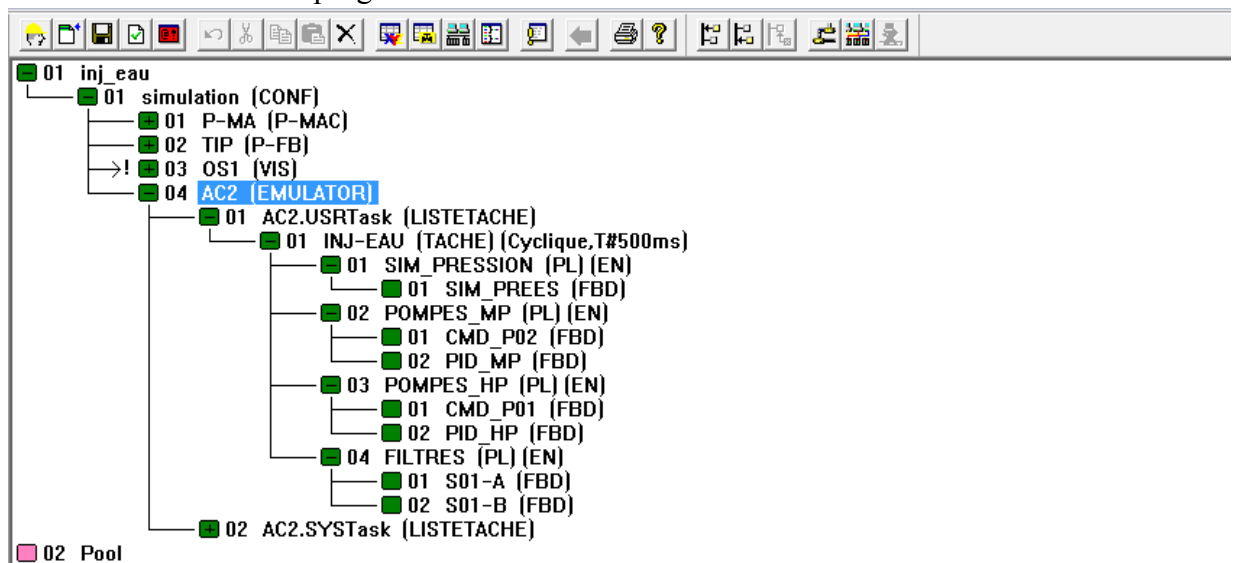 01 inj_eau
01 simulation (CONF)
01 P-MA (P-MAC)
02 TIP (P-FB)
! 03 OS1 (VIS)
04 AC2 (EMULATOR)
01 AC2.USRTask (LISTETACHE)
01 INJ-EAU (TACHE) (Cyclique,T#500ms)
01 SIM_PRESSION (PL) (EN)
01 SIM_PREES (FBD)
02 POMPES_MP (PL) (EN)
01 CMD_P02 (FBD)
02 PID_MP (FBD)
03 POMPES_HP (PL) (EN)
01 CMD_P01 (FBD)
02 PID_HP (FBD)
04 FILTRES (PL) (EN)
01 S01-A (FBD)
02 S01-B (FBD)
02 AC2.SYSTask (LISTETACHE)
02 Pool